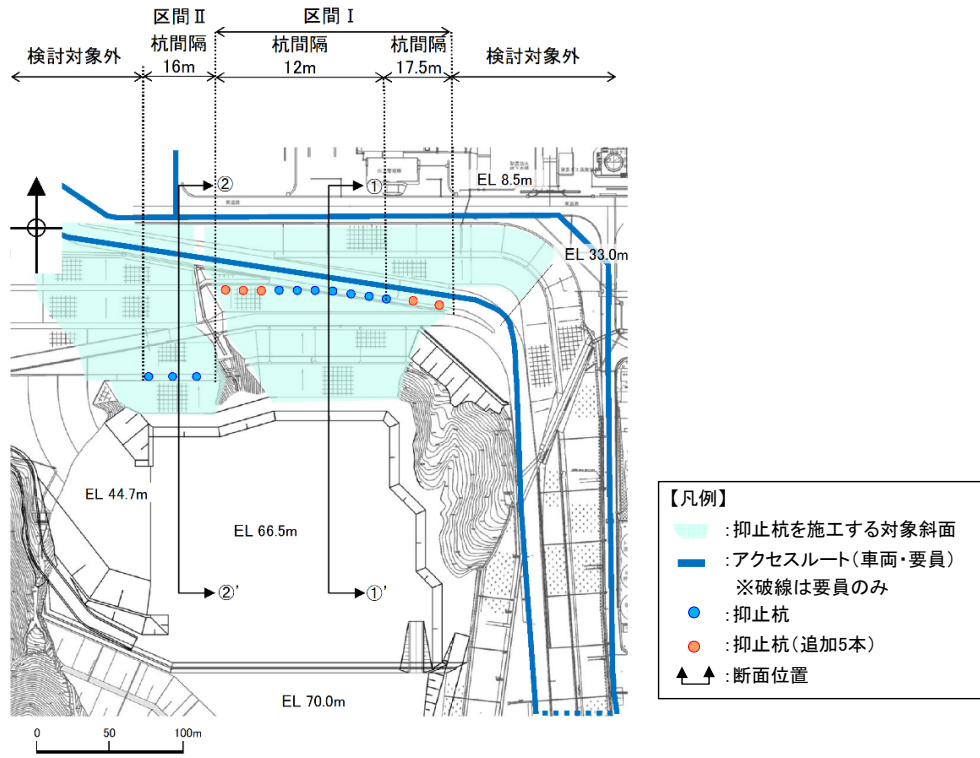 区間Ⅱ
区間Ⅰ
検討対象外
杭間隔
16m
杭間隔
12m
杭間隔
17.5m
検討対象外
②
①
EL 8.5m
EL 33.0m
EL 44.7m
EL 66.5m
②'
①'
EL 70.0m
0 50 100m
【凡例】
:抑止杭を施工する対象斜面
:アクセスルート(車両・要員)
※破線は要員のみ
:抑止杭
:抑止杭(追加5本)
:断面位置